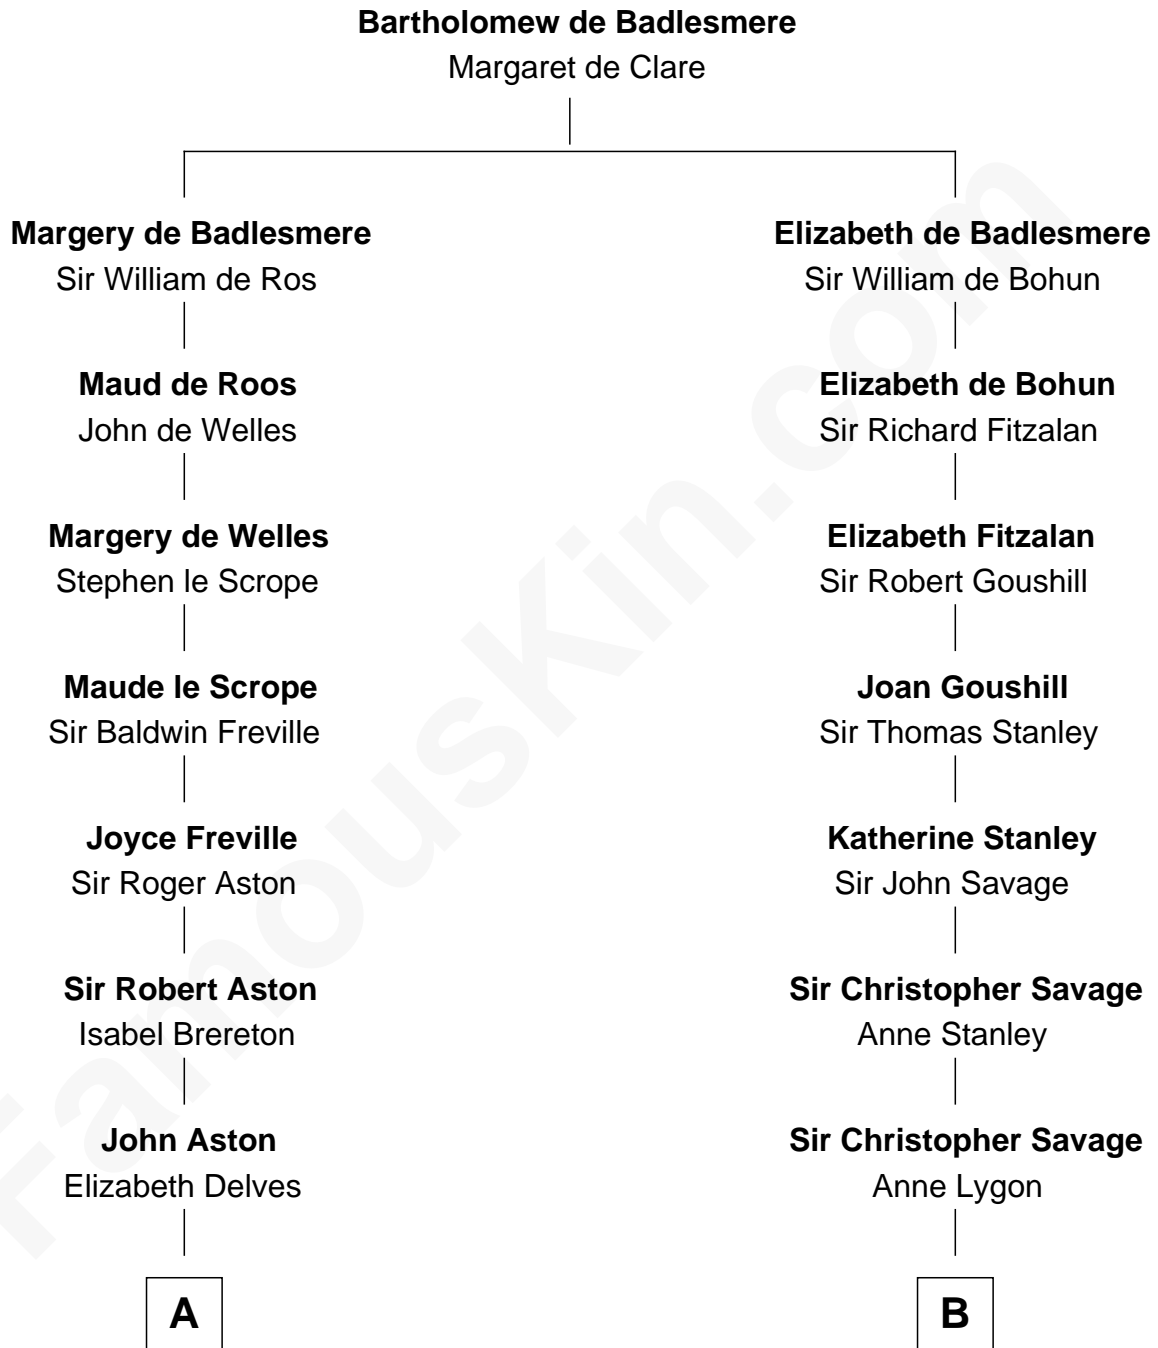 Bartholomew de Badlesmere
Margaret de Clare
Margery de Badlesmere
Sir William de Ros
Elizabeth de Badlesmere
Sir William de Bohun
Maud de Roos
John de Welles
Elizabeth de Bohun
Sir Richard Fitzalan
Margery de Welles
Stephen le Scrope
Elizabeth Fitzalan
Sir Robert Goushill
Maude le Scrope
Sir Baldwin Freville
Joan Goushill
Sir Thomas Stanley
Joyce Freville
Sir Roger Aston
Katherine Stanley
Sir John Savage
Sir Robert Aston
Isabel Brereton
Sir Christopher Savage
Anne Stanley
John Aston
Elizabeth Delves
Sir Christopher Savage
Anne Lygon
A
B
FamousKin.com